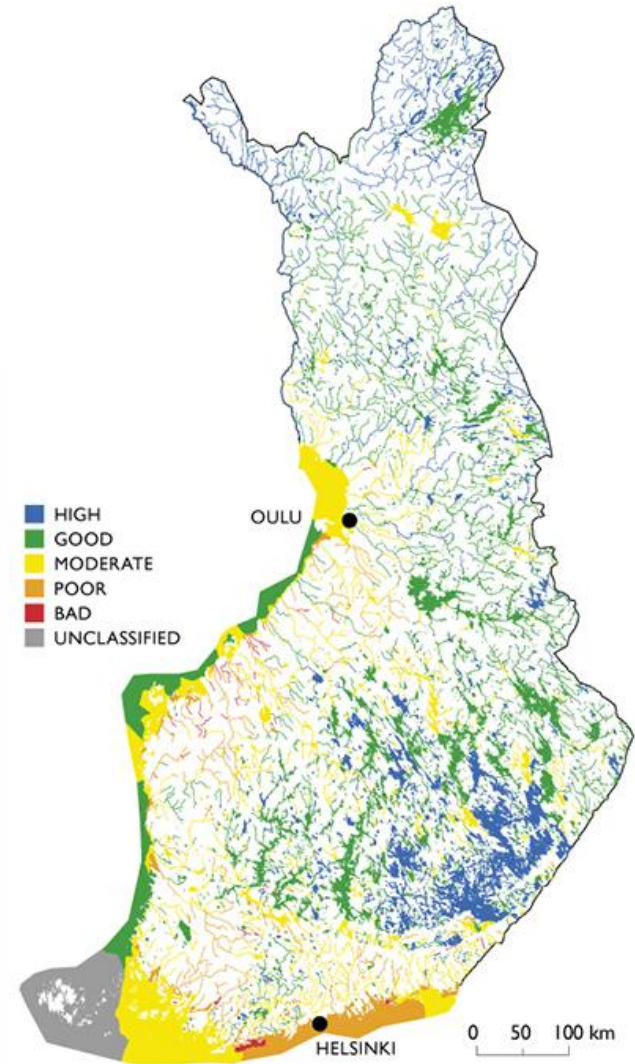 HIGH
GOOD
MODERATE
POOR
BAD
UNCLASSIFIED
OULU
HELSINKI
0 50 100 km